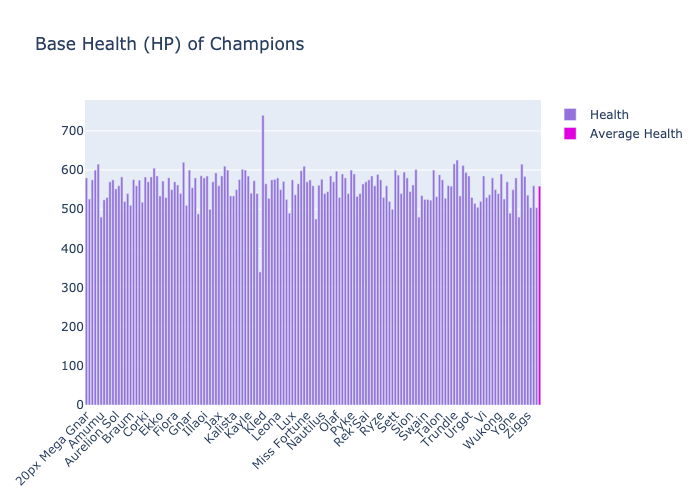 Base Health (HP) of Champions
Health
Average Health
700
600
500
400
300
200
100
0
20px Mega Gnar
Amumu
Aurelion Sol
Braum
Corki
Ekko
Fiora
Gnar
Illaoi
Jax
Kalista
Kayle
Kled
Leona
Lux
Miss Fortune
Nautilus
Olaf
Pyke
Rek'Sai
Ryze
Sett
Sion
Swain
Talon
Trundle
Urgot
Vi
Wukong
Yone
Ziggs